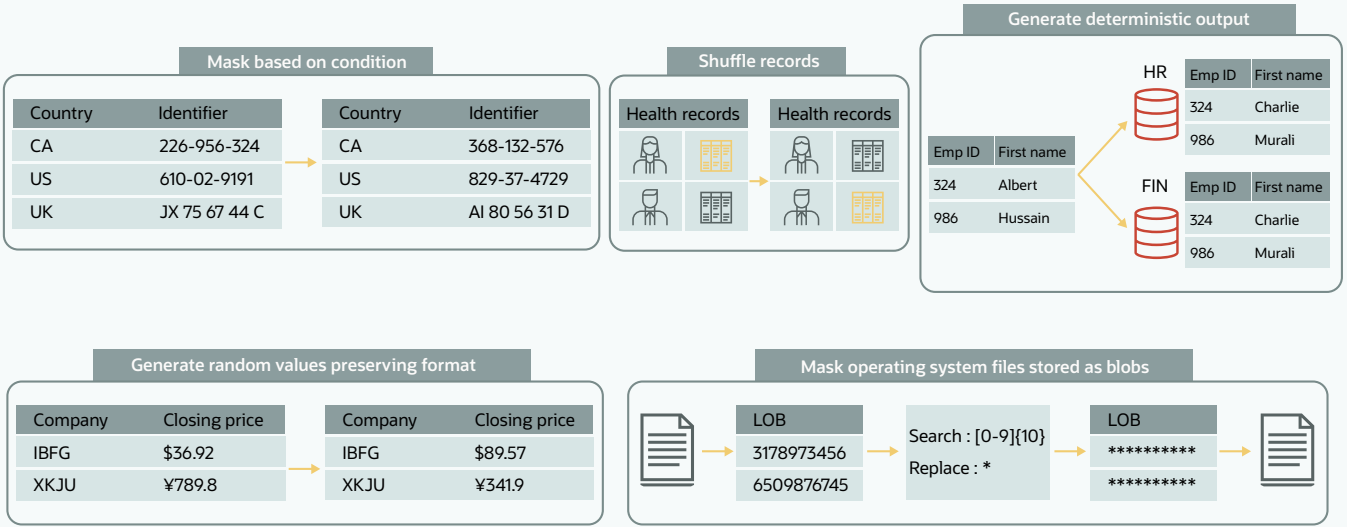 Mask based on condition
Country Identifier
CA 226-956-324
US 610-02-9191
UK JX 75 67 44 C
Country Identifier
CA 368-132-576
US 829-37-4729
UK AI 80 56 31 D
Shuffle records
Health records
Health records
Generate deterministic output
Emp ID First name
324 Albert
986 Hussain
HR
Emp ID First name
324 Charlie
986 Murali
FIN
Emp ID First name
324 Charlie
986 Murali
Generate random values preserving format
Company Closing price
IBFG $36.92
XKJU ¥789.8
Company Closing price
IBFG $89.57
XKJU ¥341.9
Mask operating system files stored as blobs
LOB
3178973456
6509876745
Search : [0-9]{10}
Replace : *
LOB
**********
**********